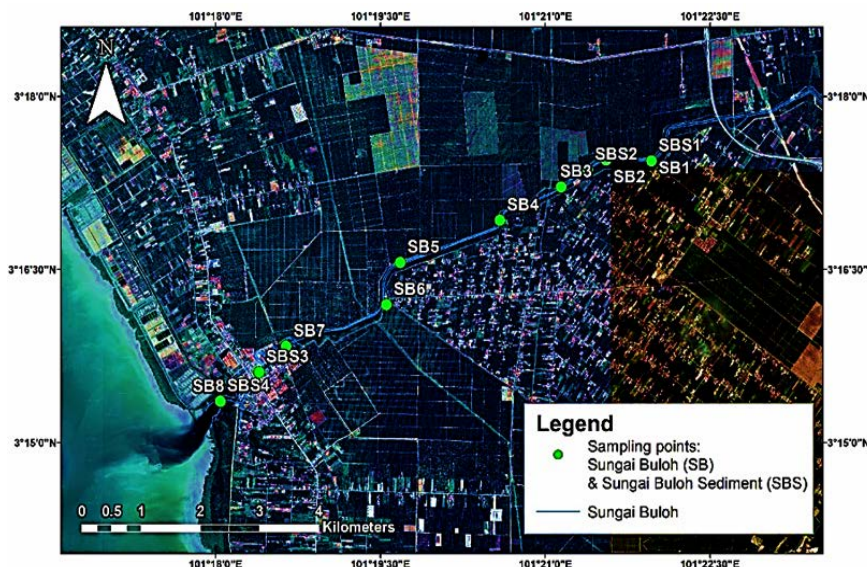 101°18'0"E 101°19'30"E 101°21'0"E 101°22'30"E
N
3°18'0"N 3°18'0"N
SBS1
SBS2
SB1
SB2
SB3
SB4
SB5
3°16'30"N 3°16'30"N
SB6
SB7
SBS3
SB8 SBS4
3°15'0"N 3°15'0"N
Legend
Sampling points:
Sungai Buloh (SB)
& Sungai Buloh Sediment (SBS)
Sungai Buloh
0 0.5 1 2 3 4
Kilometers
101°18'0"E 101°19'30"E 101°21'0"E 101°22'30"E